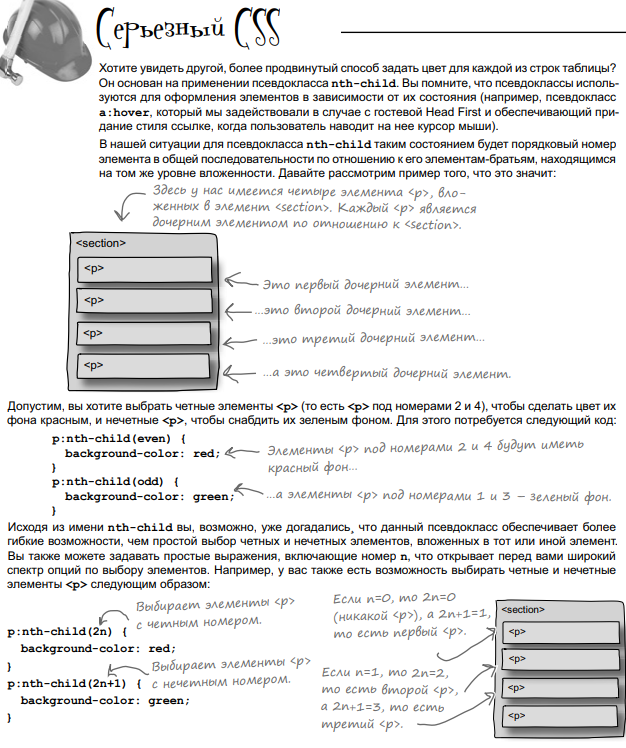 Серьезный CSS
Хотите увидеть другой, более продвинутый способ задать цвет для каждой из строк таблицы?
Он основан на применении псевдокласса nth-child. Вы помните, что псевдоклассы исполь-
зуются для оформления элементов в зависимости от их состояния (например, псевдокласс
a:hover, который мы задействовали в случае с гостевой Head First и обеспечивающий при-
дание стиля ссылке, когда пользователь наводит на нее курсор мыши).
В нашей ситуации для псевдокласса nth-child таким состоянием будет порядковый номер
элемента в общей последовательности по отношению к его элементам-братьям, находящимся
на том же уровне вложенности. Давайте рассмотрим пример того, что это значит:
Здесь у нас имеется четыре элемента <p>, вло-
женных в элемент <section>. Каждый <p> является
дочерним элементом по отношению к <section>.
<section>
<p>
Это первый дочерний элемент...
<p>
...это второй дочерний элемент...
<p>
...это третий дочерний элемент...
<p>
...а это четвертый дочерний элемент.
Допустим, вы хотите выбрать четные элементы <p> (то есть <p> под номерами 2 и 4), чтобы сделать цвет их
фона красным, и нечетные <p>, чтобы снабдить их зеленым фоном. Для этого потребуется следующий код:
p:nth-child(even) {
background-color: red;
}
Элементы <p> под номерами 2 и 4 будут иметь
красный фон...
p:nth-child(odd) {
background-color: green;
}
...а элементы <p> под номерами 1 и 3 – зеленый фон.
Исходя из имени nth-child вы, возможно, уже догадались, что данный псевдокласс обеспечивает более
гибкие возможности, чем простой выбор четных и нечетных элементов, вложенных в тот или иной элемент.
Вы также можете задавать простые выражения, включающие номер n, что открывает перед вами широкий
спектр опций по выбору элементов. Например, у вас также есть возможность выбирать четные и нечетные
элементы <p> следующим образом:
Выбирает элементы <p>
с четным номером.
p:nth-child(2n) {
background-color: red;
}
Выбирает элементы <p>
с нечетным номером.
p:nth-child(2n+1) {
background-color: green;
}
Если n=0, то 2n=0
(никакой <p>), а 2n+1=1,
то есть первый <p>.
Если n=1, то 2n=2,
то есть второй <p>,
а 2n+1=3, то есть
третий <p>.
<section>
<p>
<p>
<p>
<p>